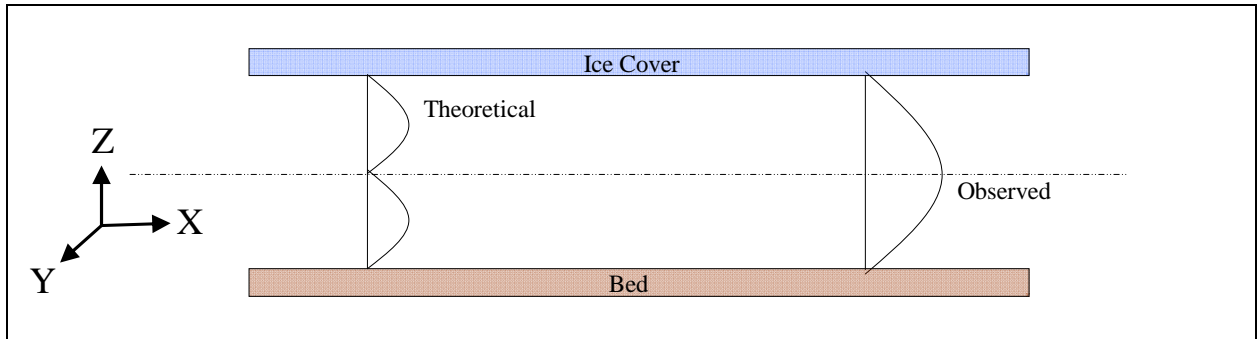 Ice Cover
Theoretical
Z
Observed
X
Y
Bed